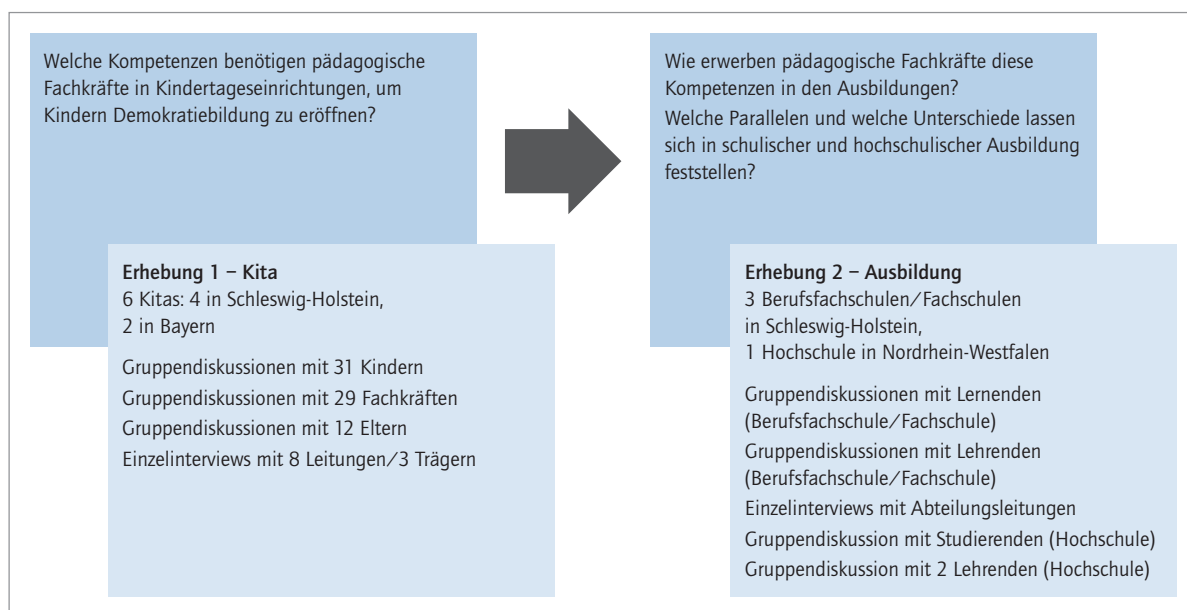 Welche Kompetenzen benötigen pädagogische
Fachkräfte in Kindertageseinrichtungen, um
Kindern Demokratiebildung zu eröffnen?
Erhebung 1 – Kita
6 Kitas: 4 in Schleswig-Holstein,
2 in Bayern
Gruppendiskussionen mit 31 Kindern
Gruppendiskussionen mit 29 Fachkräften
Gruppendiskussionen mit 12 Eltern
Einzelinterviews mit 8 Leitungen/3 Trägern
Wie erwerben pädagogische Fachkräfte diese
Kompetenzen in den Ausbildungen?
Welche Parallelen und welche Unterschiede lassen
sich in schulischer und hochschulischer Ausbildung
feststellen?
Erhebung 2 – Ausbildung
3 Berufsfachschulen/Fachschulen
in Schleswig-Holstein,
1 Hochschule in Nordrhein-Westfalen
Gruppendiskussionen mit Lernenden
(Berufsfachschule/Fachschule)
Gruppendiskussionen mit Lehrenden
(Berufsfachschule/Fachschule)
Einzelinterviews mit Abteilungsleitungen
Gruppendiskussion mit Studierenden (Hochschule)
Gruppendiskussion mit 2 Lehrenden (Hochschule)